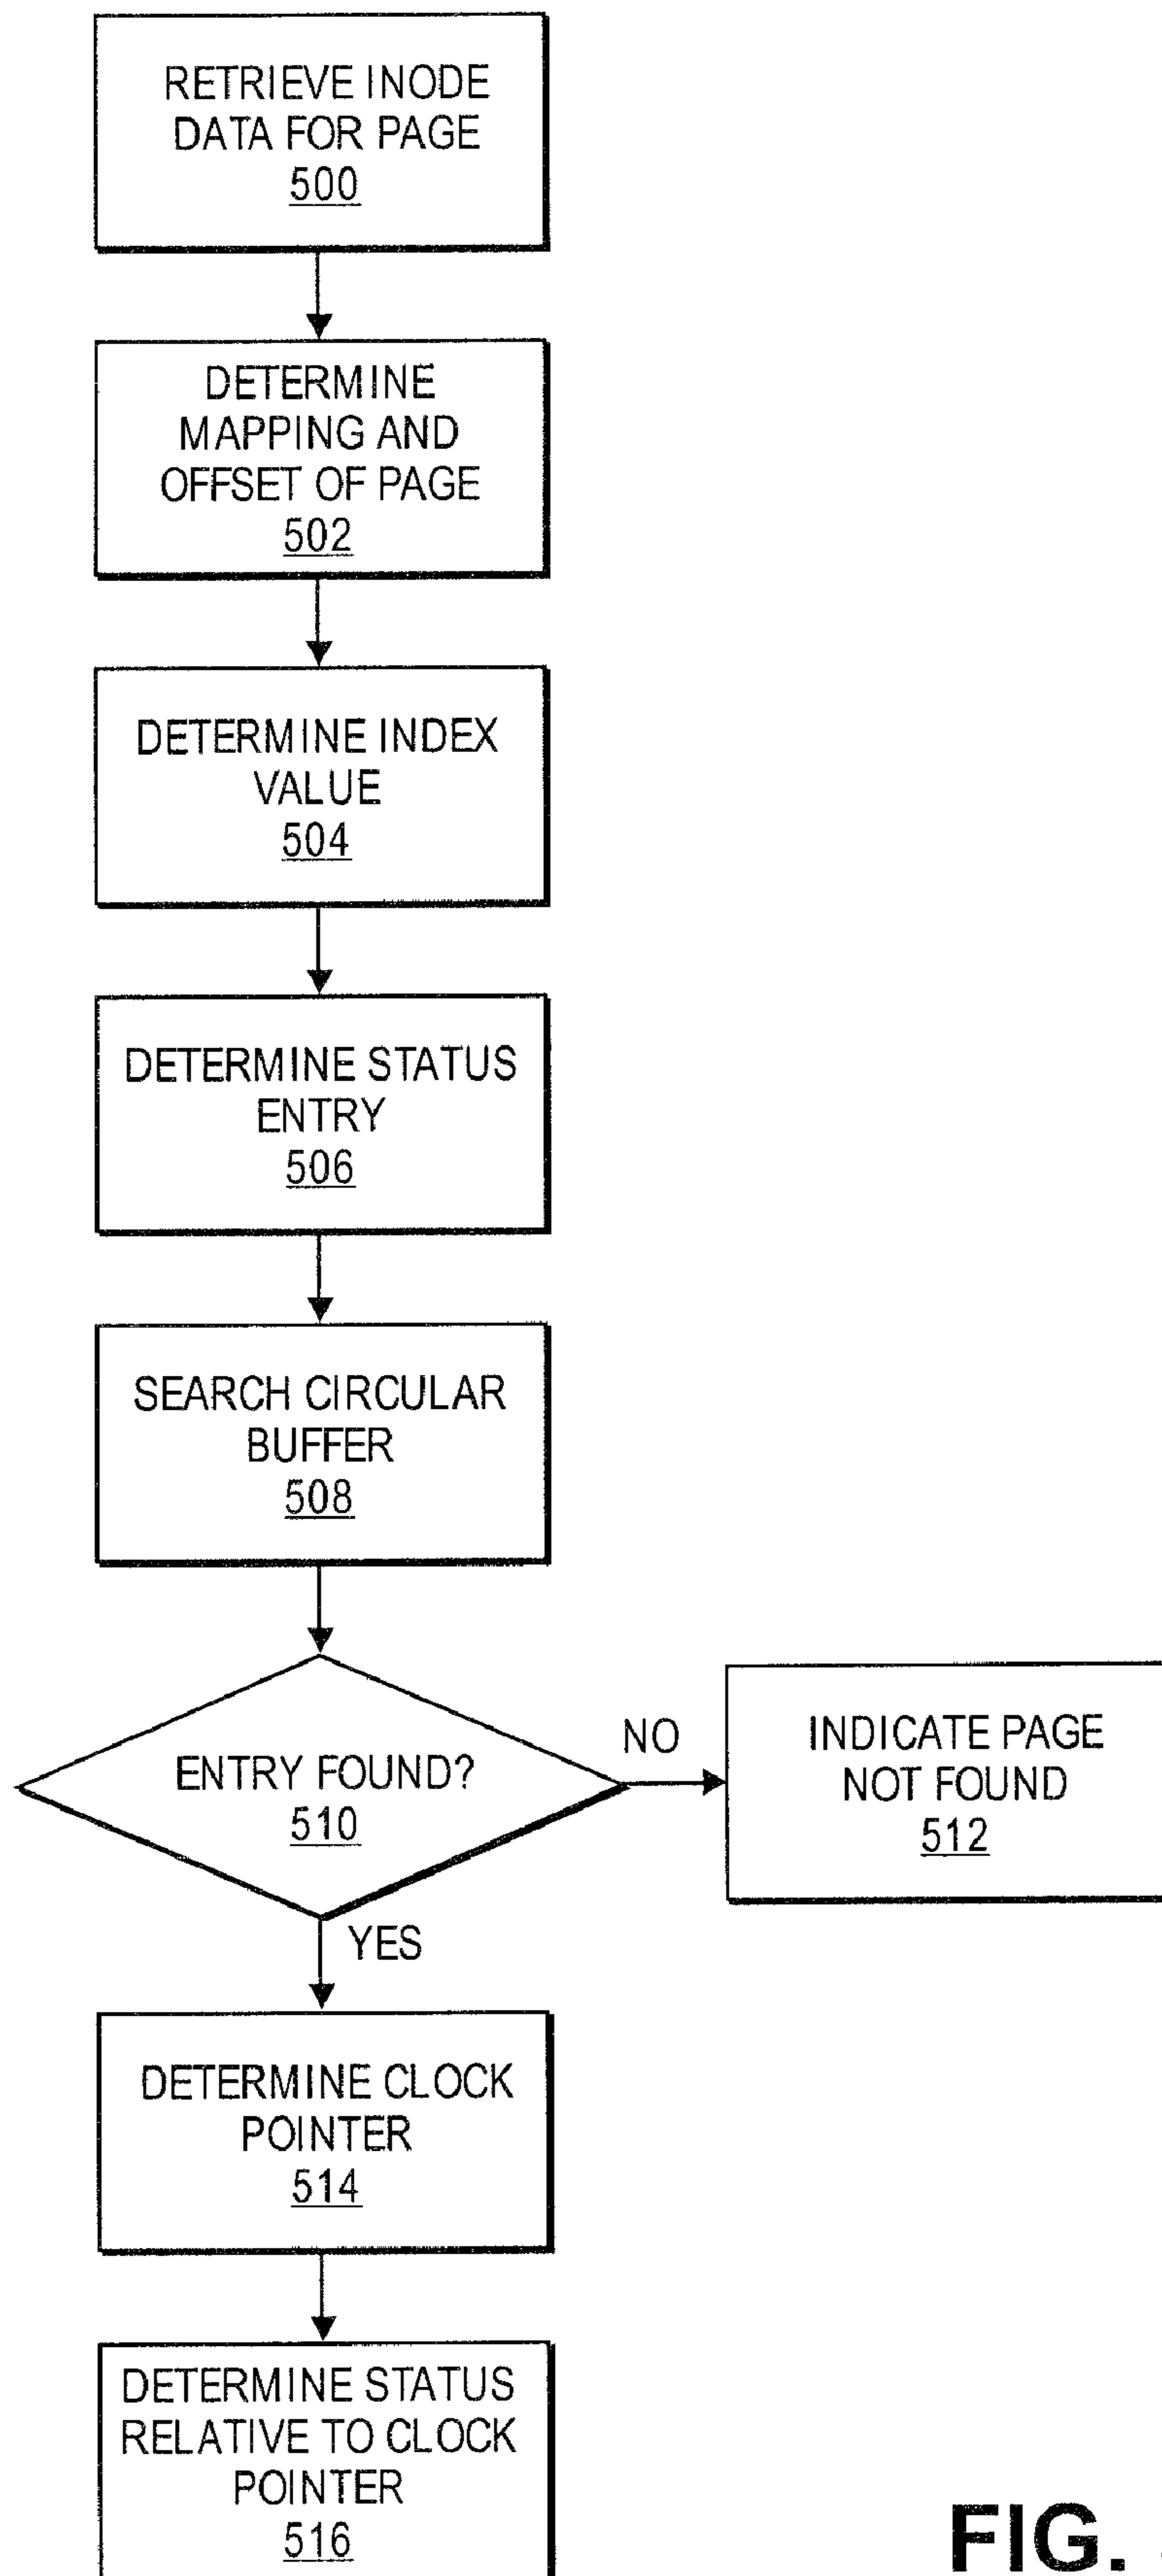 RETRIEVE INODE
DATA FOR PAGE
500
DETERMINE
MAPPING AND
OFFSET OF PAGE
502
DETERMINE INDEX
VALUE
504
DETERMINE STATUS
ENTRY
506
SEARCH CIRCULAR
BUFFER
508
ENTRY FOUND?
510
NO
INDICATE PAGE
NOT FOUND
512
YES
DETERMINE CLOCK
POINTER
514
DETERMINE STATUS
RELATIVE TO CLOCK
POINTER
516
FIG.